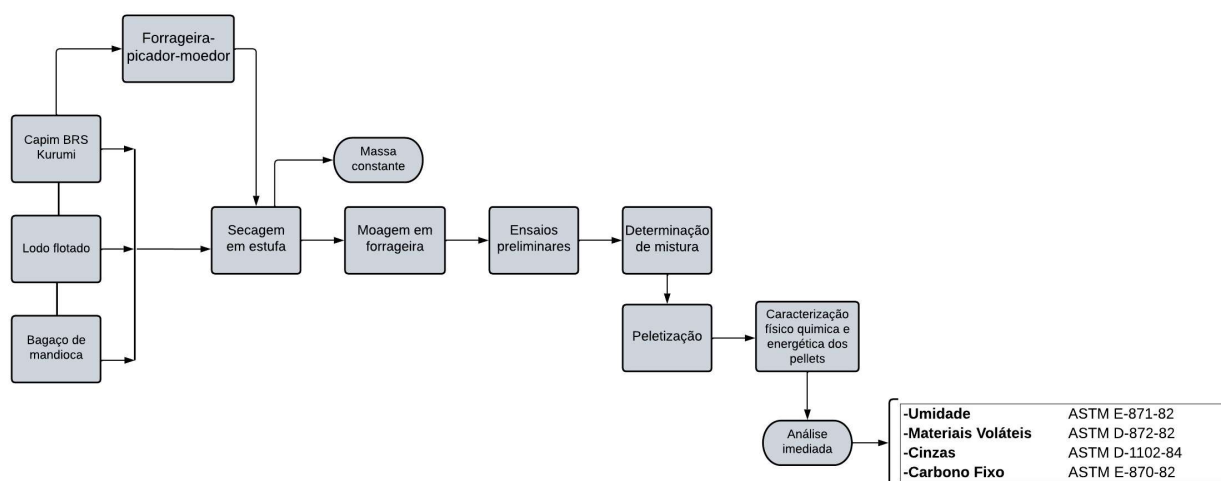 Forrageira-
picador-moedor
Capim BRS
Kurumi
Massa
constante
Lodo flotado
Secagem
em estufa
Moagem em
forrageira
Ensaios
preliminares
Determinação
de mistura
Bagaço de
mandioca
Peletização
Caracterização
físico quimica e
energética dos
pellets
Análise
imediada
-Umidade ASTM E-871-82
-Materiais Voláteis ASTM D-872-82
-Cinzas ASTM D-1102-84
-Carbono Fixo ASTM E-870-82